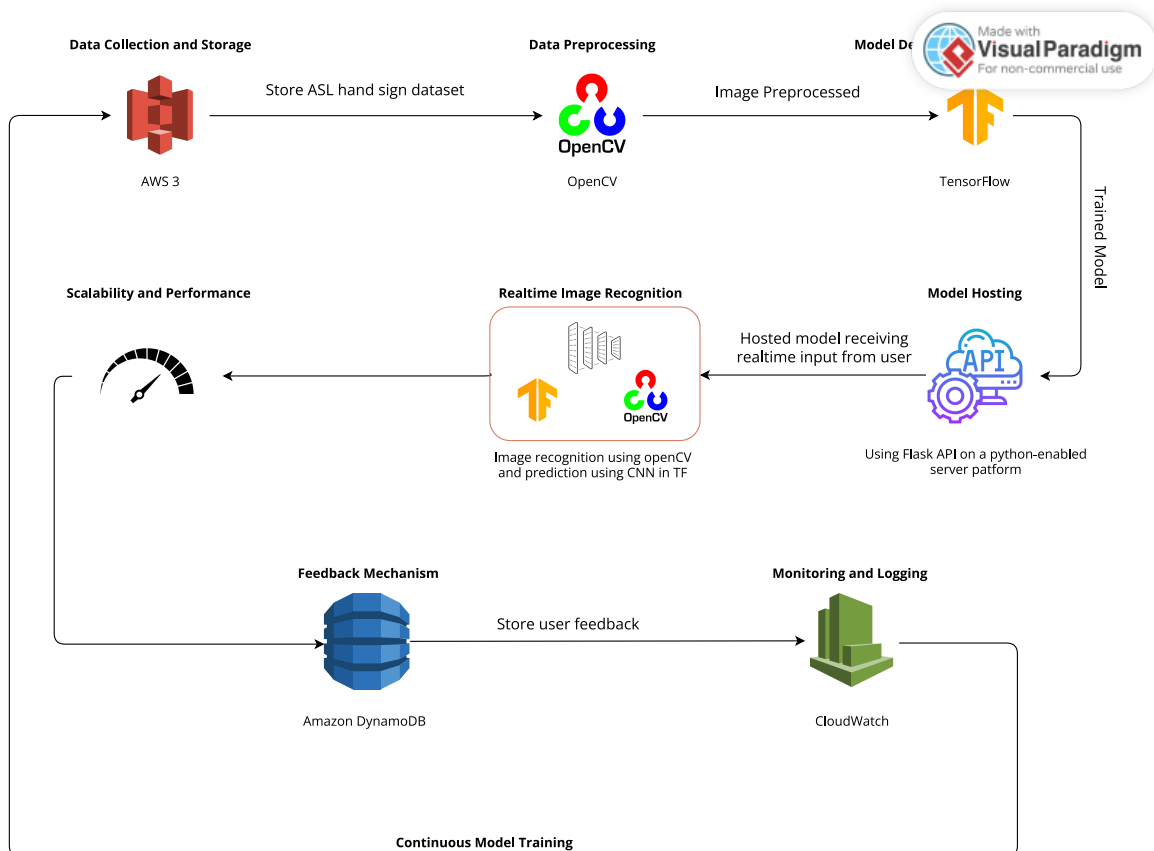 Made with
Visual Paradigm
For non-commercial use
Data Collection and Storage
Data Preprocessing
Model
Store ASL hand sign dataset
Image Preprocessed
OpenCV
AWS 3
OpenCV
TensorFlow
Trained Model
Scalability and Performance
Realtime Image Recognition
Model Hosting
Hosted model receiving
realtime input from user
API
OpenCV
Image recognition using openCV
and prediction using CNN in TF
Using Flask API on a python-enabled
server patform
Feedback Mechanism
Monitoring and Logging
Store user feedback
Amazon DynamoDB
CloudWatch
Continuous Model Training